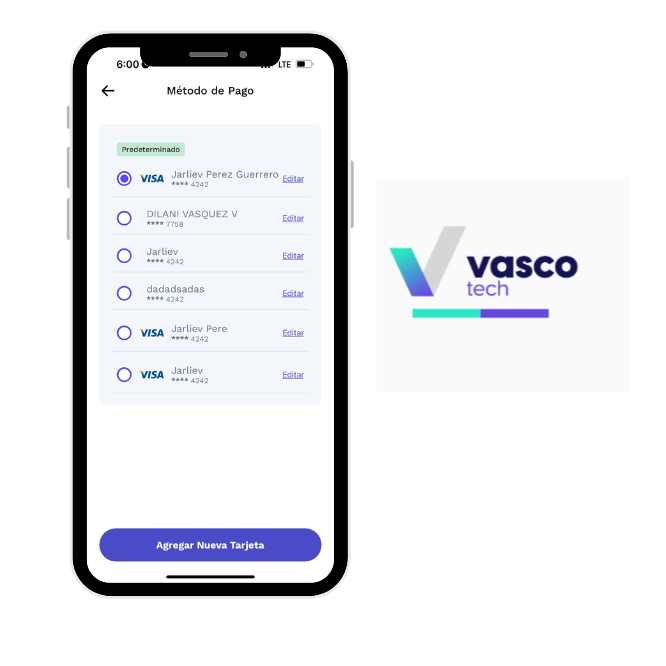 6:00
LTE
Método de Pago
Predeterminado
VISA Jarliev Perez Guerrero Editar
**** 4242
DILANI VASQUEZ V Editar
**** 7758
Jarliev Editar
**** 4242
dadadsadas Editar
**** 4242
VISA Jarliev Pere Editar
**** 4242
VISA Jarliev Editar
**** 4242
Agregar Nueva Tarjeta
vasco
tech